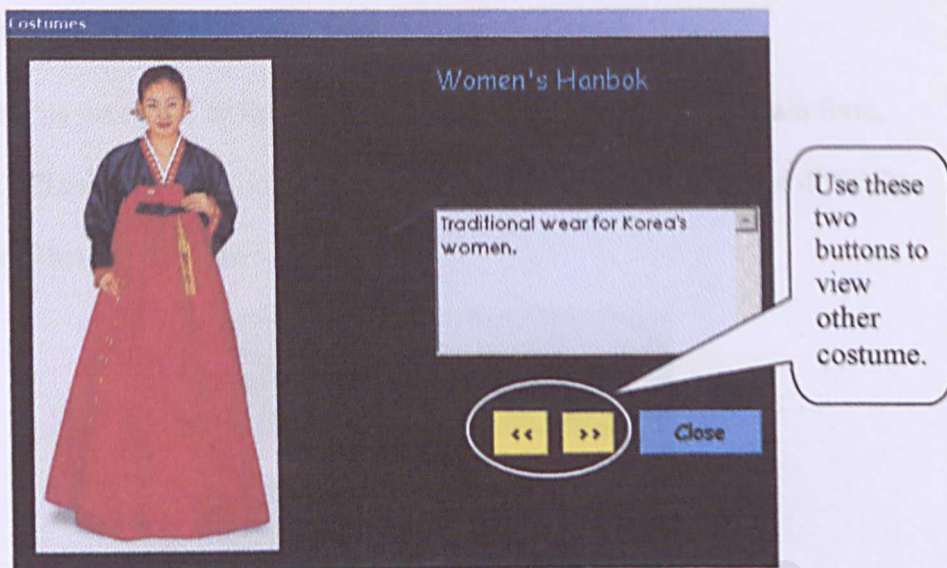 Costumes
Women's Hanbok
Traditional wear for Korea's
women.
<< >> Close
Use these
two
buttons to
view
other
costume.